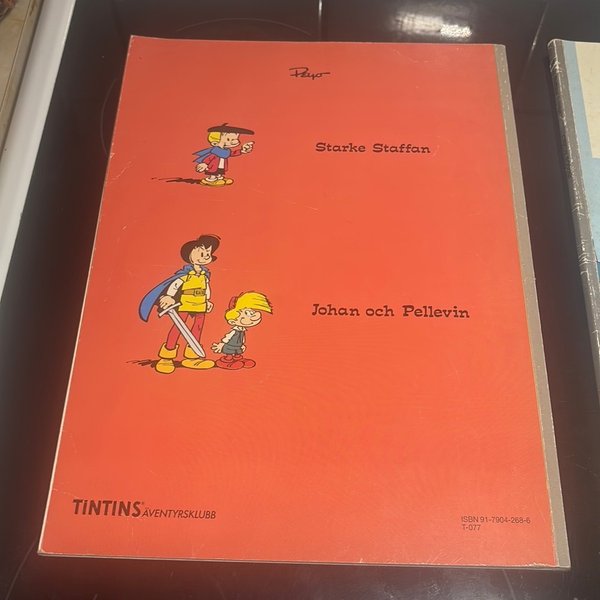 Peyo
Starke Staffan
Johan och Pellevin
TINTINS® ÄVENTYRSKLUBB
ISBN 91-7904-268-6
T-077